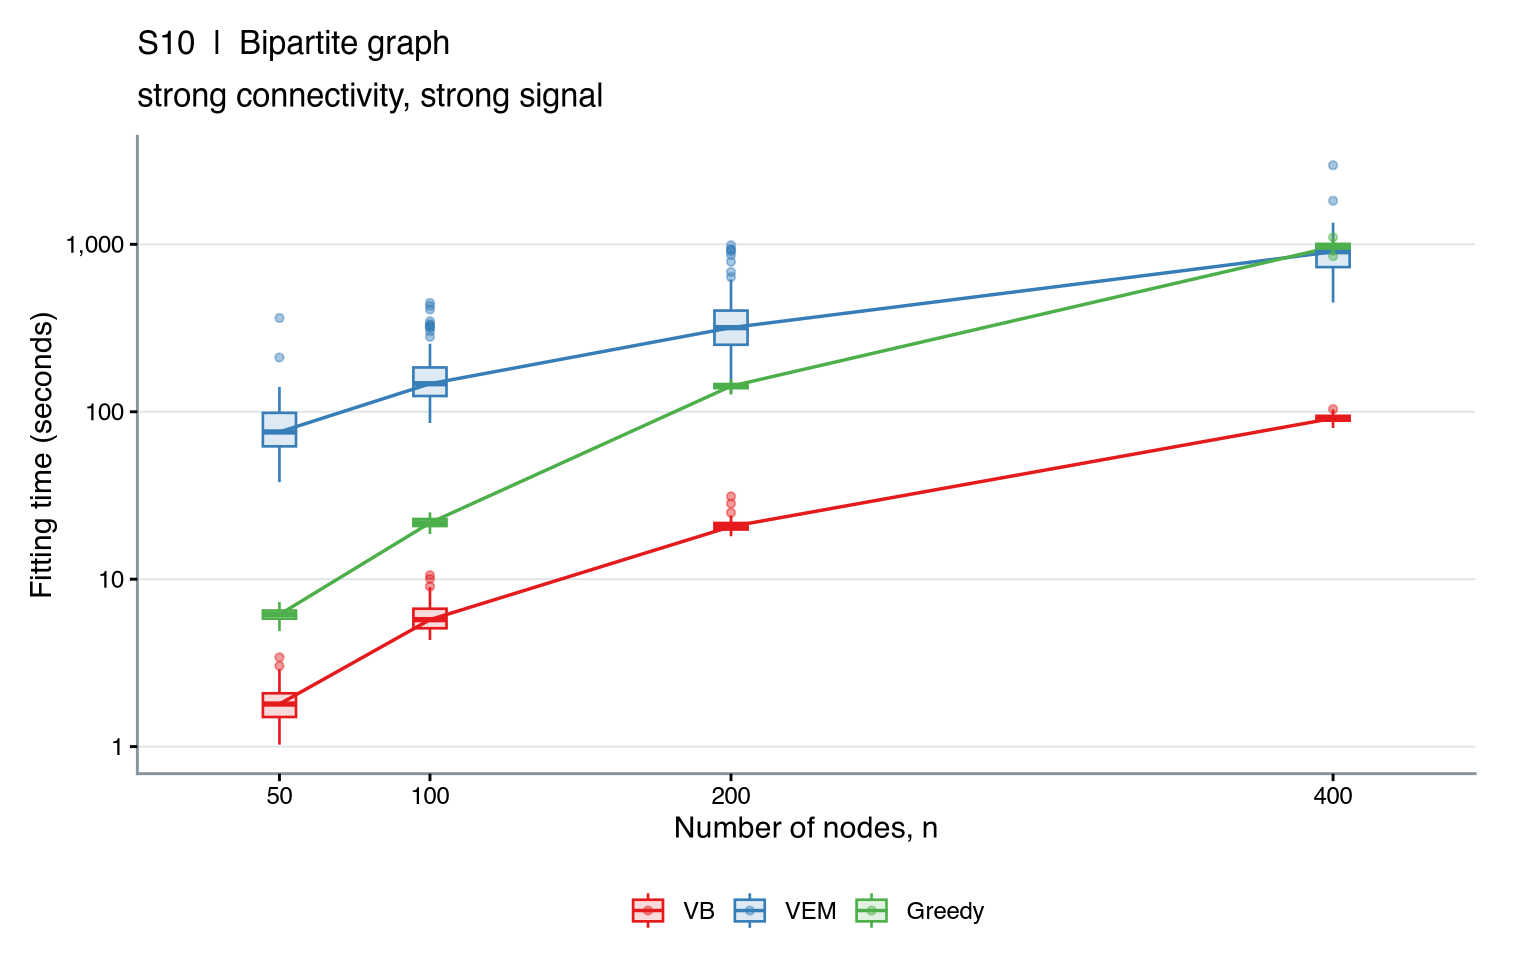 S10 | Bipartite graph
strong connectivity, strong signal
Fitting time (seconds)
1,000
100
10
1
50 100 200 400
Number of nodes, n
VB VEM Greedy